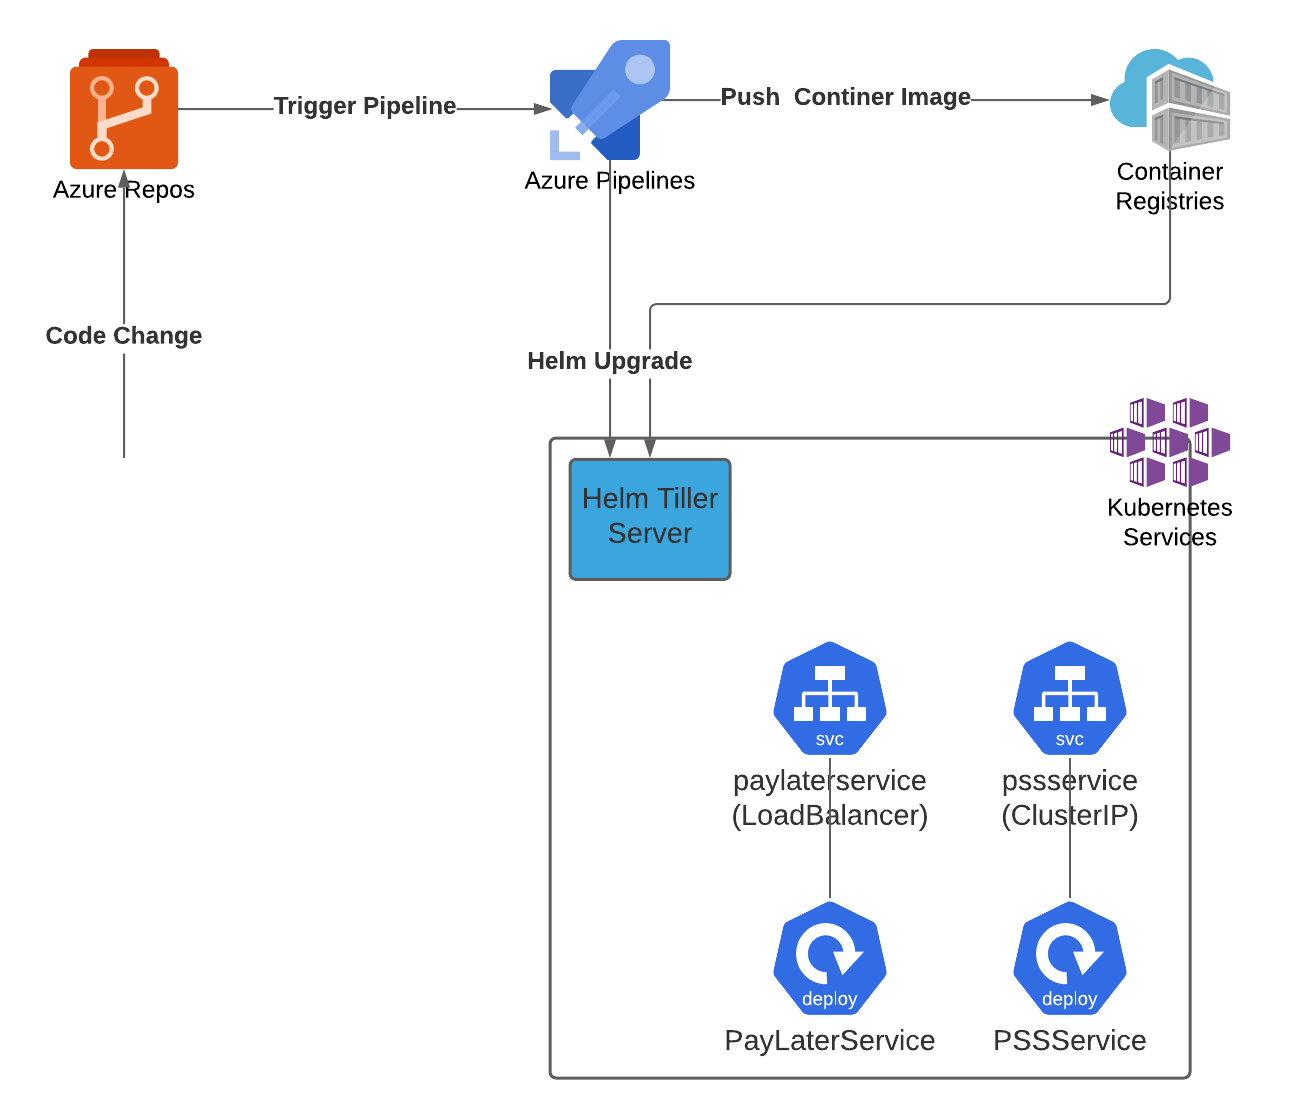 Trigger Pipeline
Push  Continer Image
Azure Repos
Azure Pipelines
Container
Registries
Code Change
Helm Upgrade
Helm Tiller
Server
Kubernetes
Services
svc
svc
paylaterservice
(LoadBalancer)
pssservice
(ClusterIP)
deploy
deploy
PayLaterService
PSSService